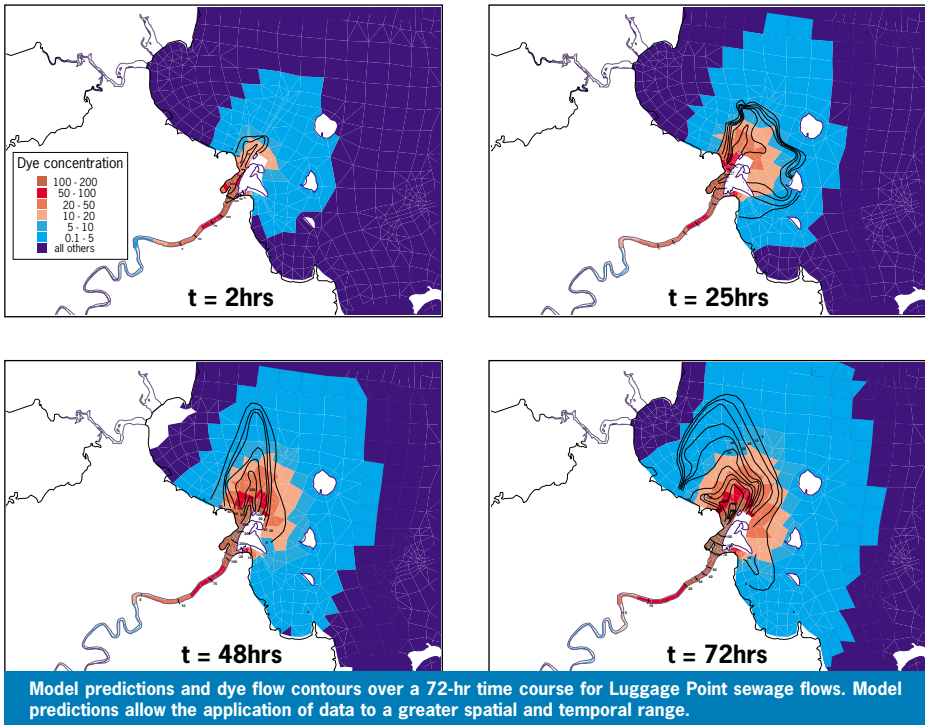 Dye concentration
100 - 200
50 - 100
20 - 50
10 - 20
5 - 10
0.1 - 5
all others
t = 2hrs
t = 25hrs
t = 48hrs
t = 72hrs
Model predictions and dye flow contours over a 72-hr time course for Luggage Point sewage flows. Model
predictions allow the application of data to a greater spatial and temporal range.